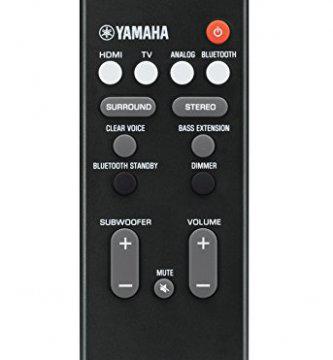 YAMAHA
HDMI TV ANALOG BLUETOOTH
SURROUND STEREO
CLEAR VOICE BASS EXTENSION
BLUETOOTH STANDBY DIMMER
SUBWOOFER VOLUME
+ +
MUTE
– –